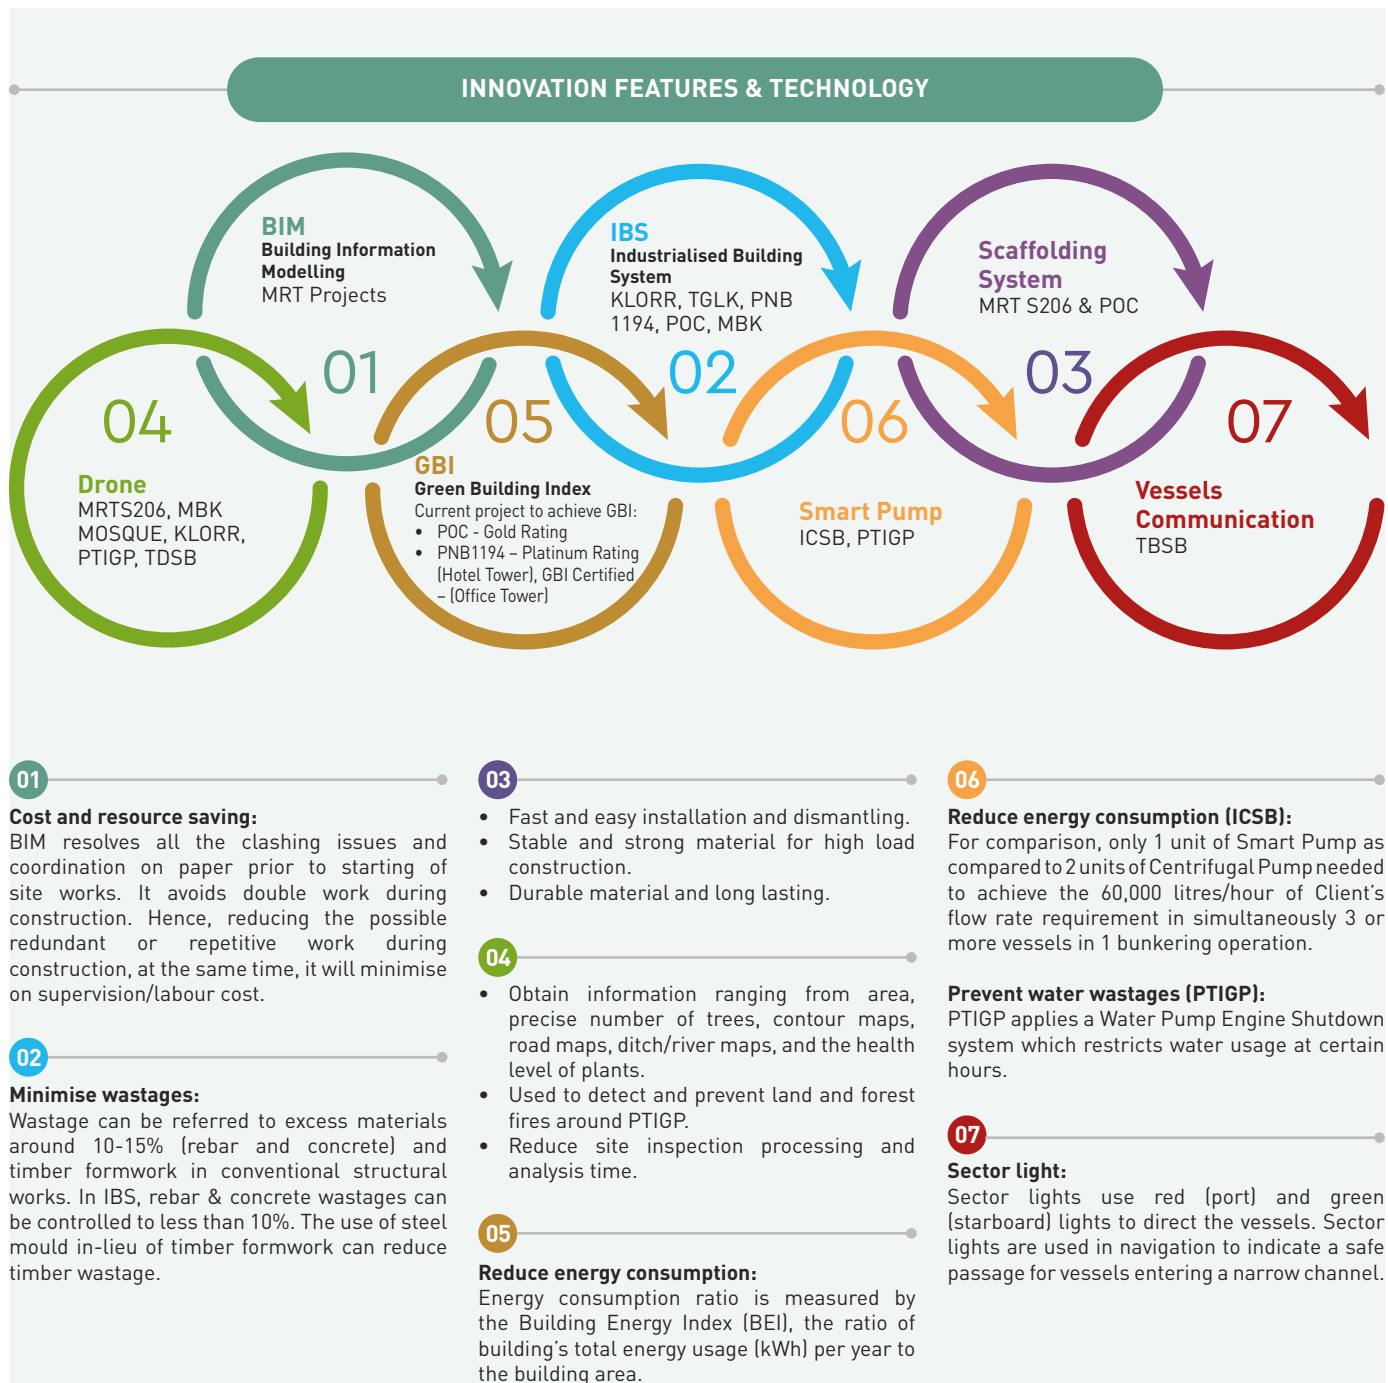 INNOVATION FEATURES & TECHNOLOGY
BIM
Building Information
Modelling
MRT Projects
01
IBS
Industrialised Building
System
KLORR, TGLK, PNB
1194, POC, MBK
02
Scaffolding
System
MRT S206 & POC
03
04
Drone
MRTS206, MBK
MOSQUE, KLORR,
PTIGP, TDSB
05
GBI
Green Building Index
Current project to achieve GBI:
• POC - Gold Rating
• PNB1194 – Platinum Rating
(Hotel Tower), GBI Certified
– (Office Tower)
06
Smart Pump
ICSB, PTIGP
07
Vessels
Communication
TBSB
01
Cost and resource saving:
BIM resolves all the clashing issues and
coordination on paper prior to starting of
site works. It avoids double work during
construction. Hence, reducing the possible
redundant or repetitive work during
construction, at the same time, it will minimise
on supervision/labour cost.
02
Minimise wastages:
Wastage can be referred to excess materials
around 10-15% (rebar and concrete) and
timber formwork in conventional structural
works. In IBS, rebar & concrete wastages can
be controlled to less than 10%. The use of steel
mould in-lieu of timber formwork can reduce
timber wastage.
03
• Fast and easy installation and dismantling.
• Stable and strong material for high load
construction.
• Durable material and long lasting.
04
• Obtain information ranging from area,
precise number of trees, contour maps,
road maps, ditch/river maps, and the health
level of plants.
• Used to detect and prevent land and forest
fires around PTIGP.
• Reduce site inspection processing and
analysis time.
05
Reduce energy consumption:
Energy consumption ratio is measured by
the Building Energy Index (BEI), the ratio of
building's total energy usage (kWh) per year to
the building area.
06
Reduce energy consumption (ICSB):
For comparison, only 1 unit of Smart Pump as
compared to 2 units of Centrifugal Pump needed
to achieve the 60,000 litres/hour of Client's
flow rate requirement in simultaneously 3 or
more vessels in 1 bunkering operation.
Prevent water wastages (PTIGP):
PTIGP applies a Water Pump Engine Shutdown
system which restricts water usage at certain
hours.
07
Sector light:
Sector lights use red (port) and green
(starboard) lights to direct the vessels. Sector
lights are used in navigation to indicate a safe
passage for vessels entering a narrow channel.